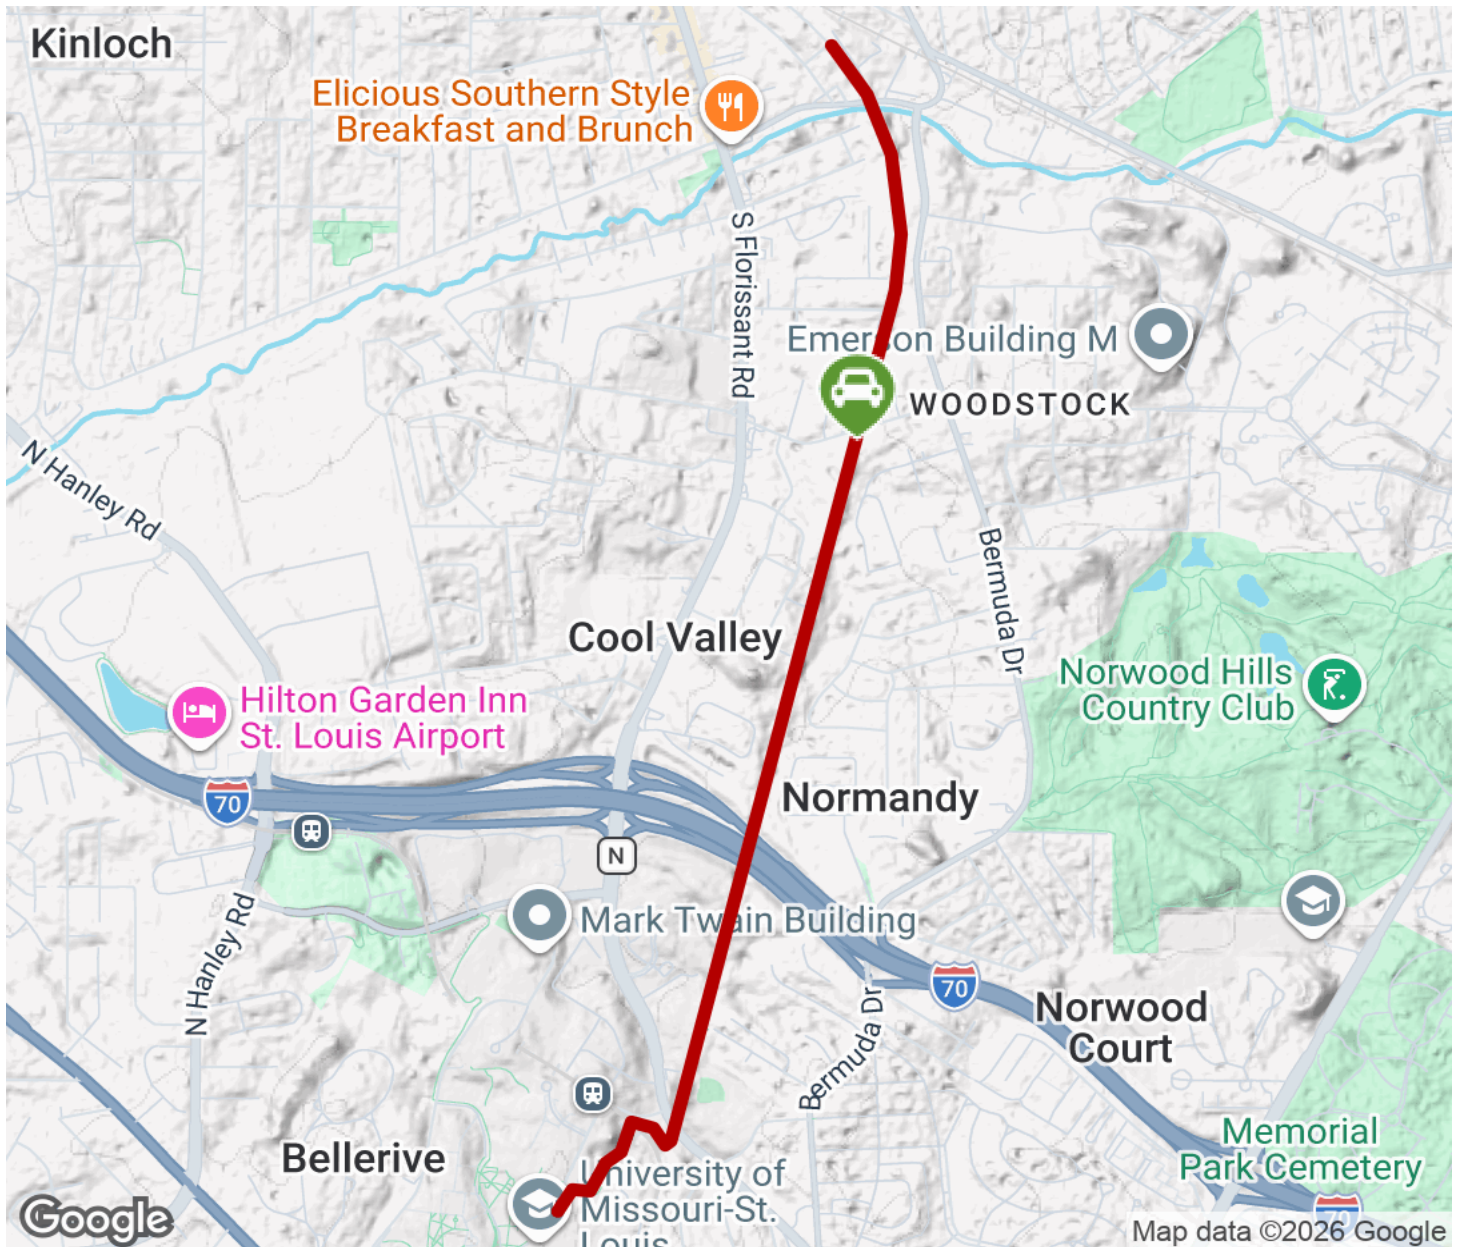 Kinloch
Elicious Southern Style
Breakfast and Brunch
S Florissant Rd
Emerson Building M
WOODSTOCK
N Hanley Rd
Bermuda Dr
Cool Valley
Norwood Hills
Country Club
Hilton Garden Inn
St. Louis Airport
70
Normandy
N
Mark Twain Building
N Hanley Rd
70
Bermuda Dr
Norwood
Court
Bellerive
University of
Missouri-St.
Louis
Memorial
Park Cemetery
70
Google
Map data ©2026 Google